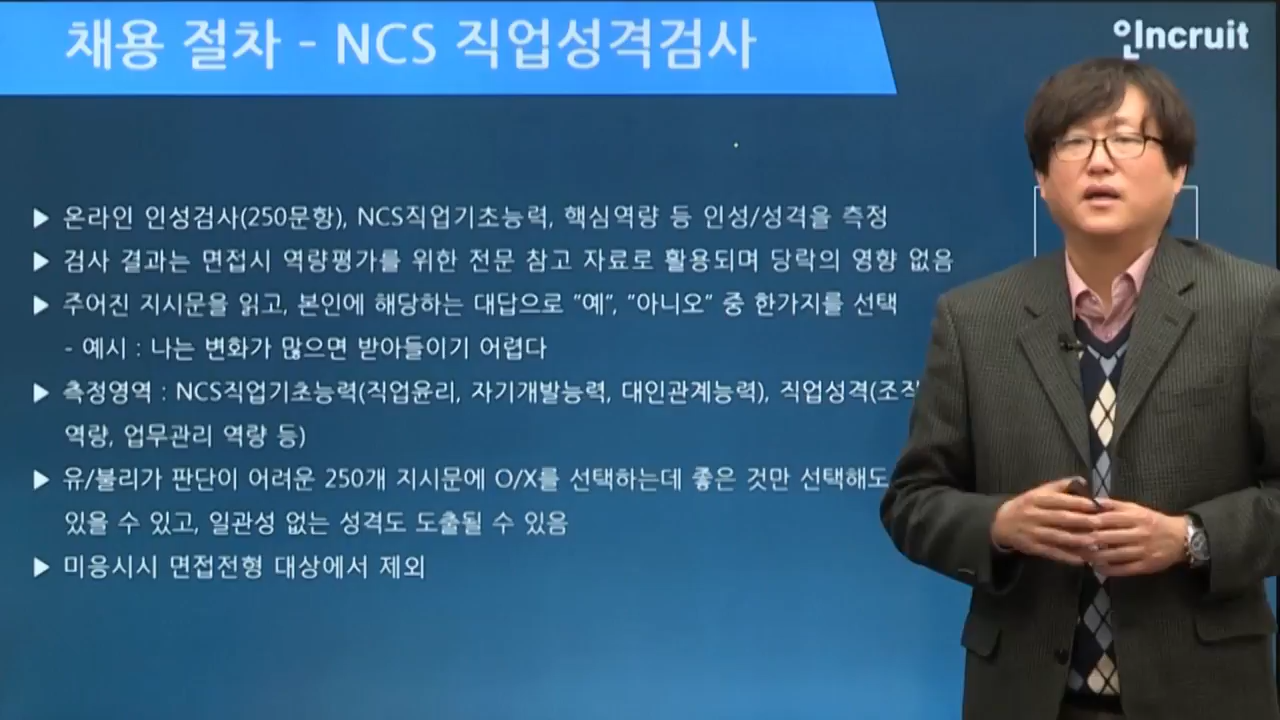 채용 절차 - NCS 직업성격검사
인Incruit
▶ 온라인 인성검사(250문항), NCS직업기초능력, 핵심역량 등 인성/성격을 측정
▶ 검사 결과는 면접시 역량평가를 위한 전문 참고 자료로 활용되며 당락의 영향 없음
▶ 주어진 지시문을 읽고, 본인에 해당하는 대답으로 "예", "아니오" 중 한가지를 선택
- 예시 : 나는 변화가 많으면 받아들이기 어렵다
▶ 측정영역 : NCS직업기초능력(직업윤리, 자기개발능력, 대인관계능력), 직업성격(조직
역량, 업무관리 역량 등)
▶ 유/불리가 판단이 어려운 250개 지시문에 O/X를 선택하는데 좋은 것만 선택해도
있을 수 있고, 일관성 없는 성격도 도출될 수 있음
▶ 미응시시 면접전형 대상에서 제외